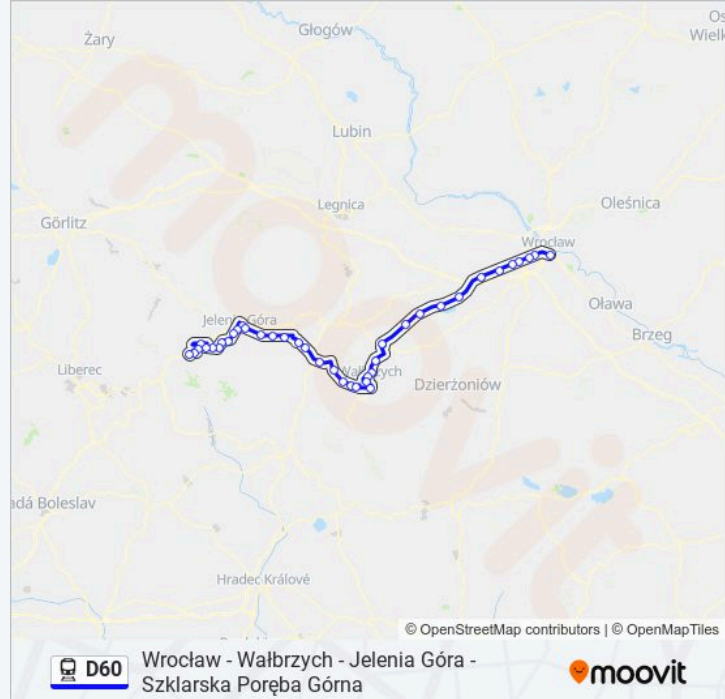 Głogów
Os
Wielk
Żary
Lubin
Oleśnica
Legnica
Görlitz
Wrocław
Oława
Jelenia Góra
Brzeg
Liberec
Wałbrzych
Dzierżoniów
moovit
adá Boleslav
Hradec Králové
© OpenStreetMap contributors | © OpenMapTiles
D60 Wrocław - Wałbrzych - Jelenia Góra -
Szklarska Poręba Górna
moovit